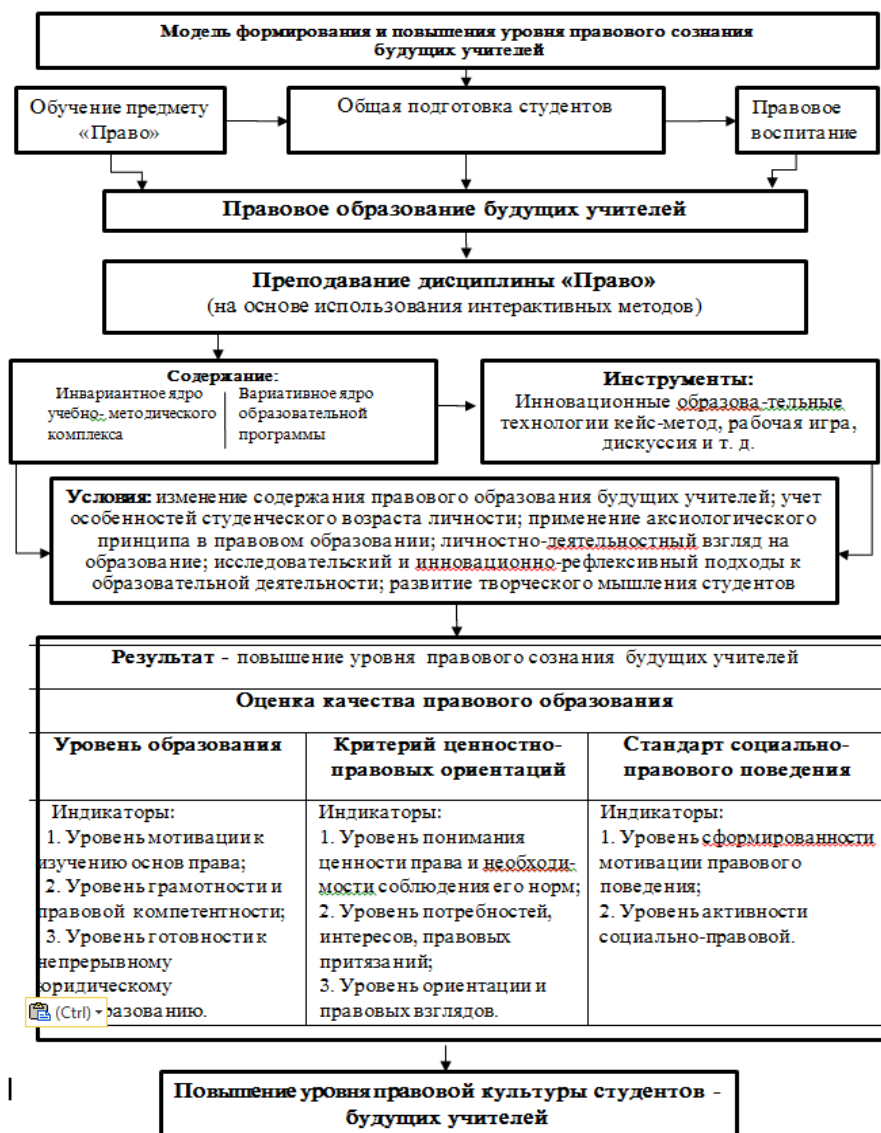 Модель формирования и повышения уровня правового сознания
будущих учителей
Обучение предмету
«Право»
Общая подготовка студентов
Правовое
воспитание
Правовое образование будущих учителей
Преподавание дисциплины «Право»
(на основе использования интерактивных методов)
Содержание:
Инвариантное ядро
учебно-методического
комплекса
Вариативное ядро
образовательной
программы
Инструменты:
Инновационные образова-тельные
технологии кейс-метод, рабочая игра,
дискуссия и т. д.
Условия: изменение содержания правового образования будущих учителей; учет
особенностей студенческого возраста личности; применение аксиологического
принципа в правовом образовании; личностно-деятельностный взгляд на
образование; исследовательский и инновационно-рефлексивный подходы к
образовательной деятельности; развитие творческого мышления студентов
Результат - повышение уровня правового сознания будущих учителей
Оценка качества правового образования
Уровень образования
Критерий ценностно-
правовых ориентаций
Стандарт социально-
правового поведения
Индикаторы:
1. Уровень мотивации к
изучению основ права;
2. Уровень грамотности и
правовой компетентности;
3. Уровень готовности к
непрерывному
юридическому
разованию.
Индикаторы:
1. Уровень понимания
ценности права и необходи-
мости соблюдения его норм;
2. Уровень потребностей,
интересов, правовых
притязаний;
3. Уровень ориентации и
правовых взглядов.
Индикаторы:
1. Уровень сформированности
мотивации правового
поведения;
2. Уровень активности
социально-правовой.
(Ctrl)
Повышение уровня правовой культуры студентов -
будущих учителей